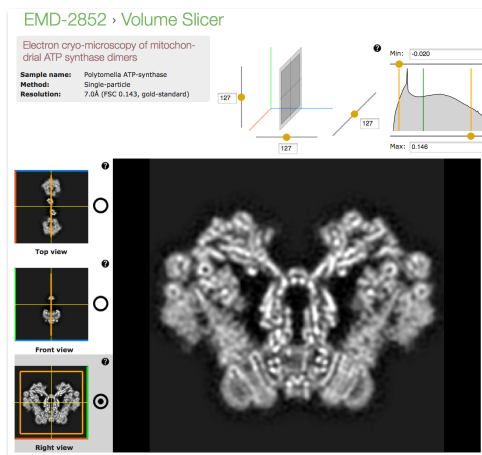 EMD-2852 › Volume Slicer
Electron cryo-microscopy of mitochon-
drial ATP synthase dimers
Sample name: Polytomella ATP-synthase
Method: Single-particle
Resolution: 7.0Å (FSC 0.143, gold-standard)
127
127
127
?
Min: -0.020
Max: 0.146
?
Top view
?
Front view
?
Right view